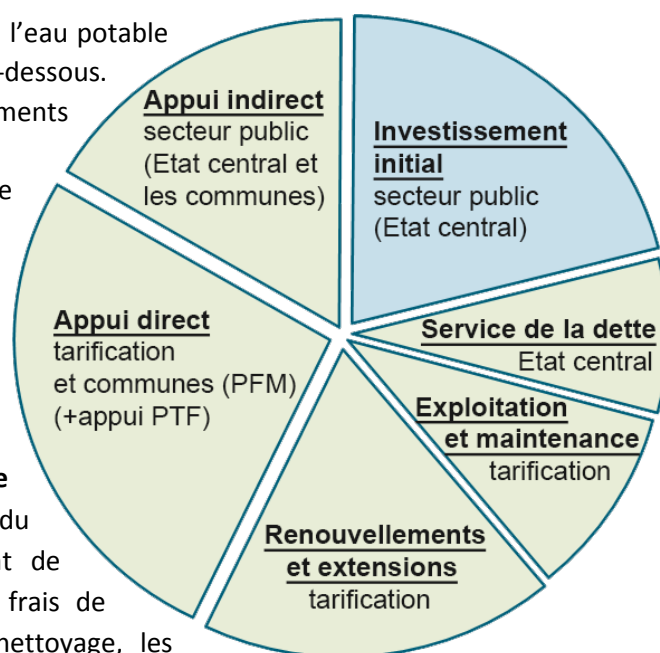 l’eau potable
-dessous.
ments
e
e
du
t de
frais de
nettoyage, les
Appui indirect
secteur public
(Etat central et
les communes)
Investissement
initial
secteur public
(Etat central)
Service de la dette
Etat central
Exploitation
et maintenance
tarification
Renouvellements
et extensions
tarification
Appui direct
tarification
et communes (PFM)
(+appui PTF)